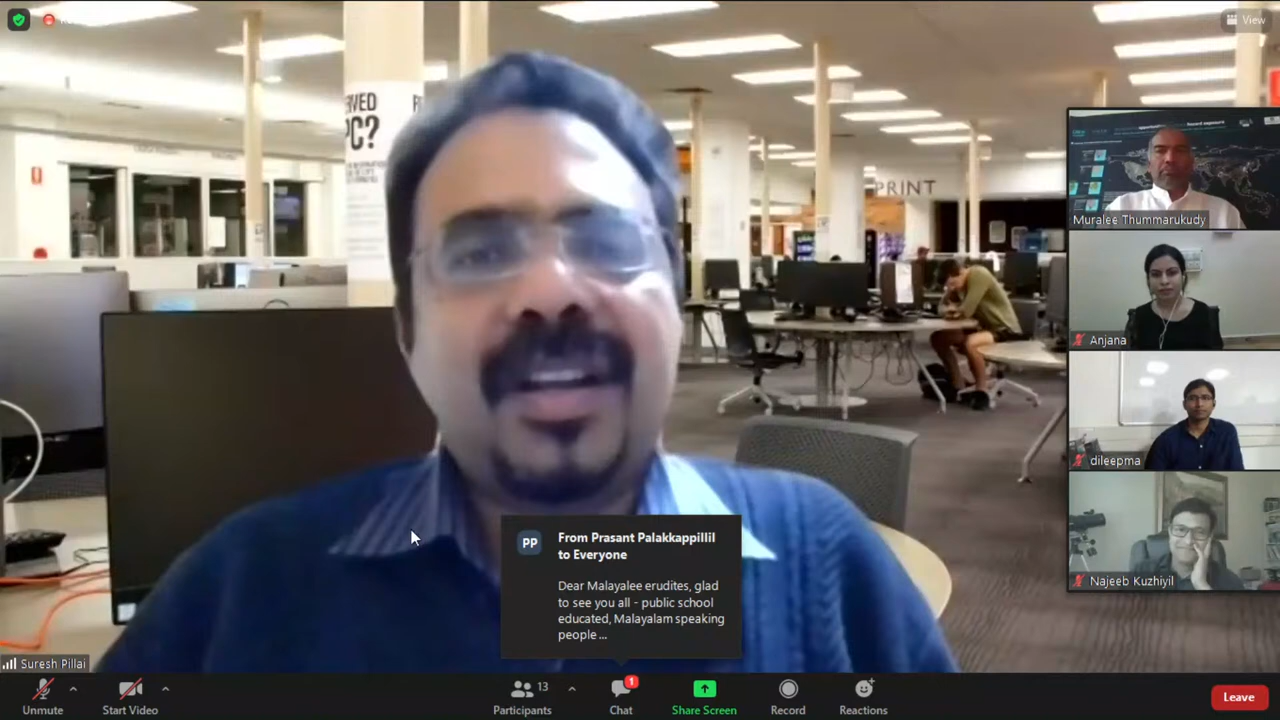 View
RVED
PC?
PRINT
Muralee Thummarukudy
Anjana
dileepma
Najeeb Kuzhiyil
PP
From Prasant Palakkappillil
to Everyone
Dear Malayalee erudites, glad
to see you all - public school
educated, Malayalam speaking
people ...
Suresh Pillai
Unmute
Start Video
13
Participants
1
Chat
Share Screen
Record
Reactions
Leave